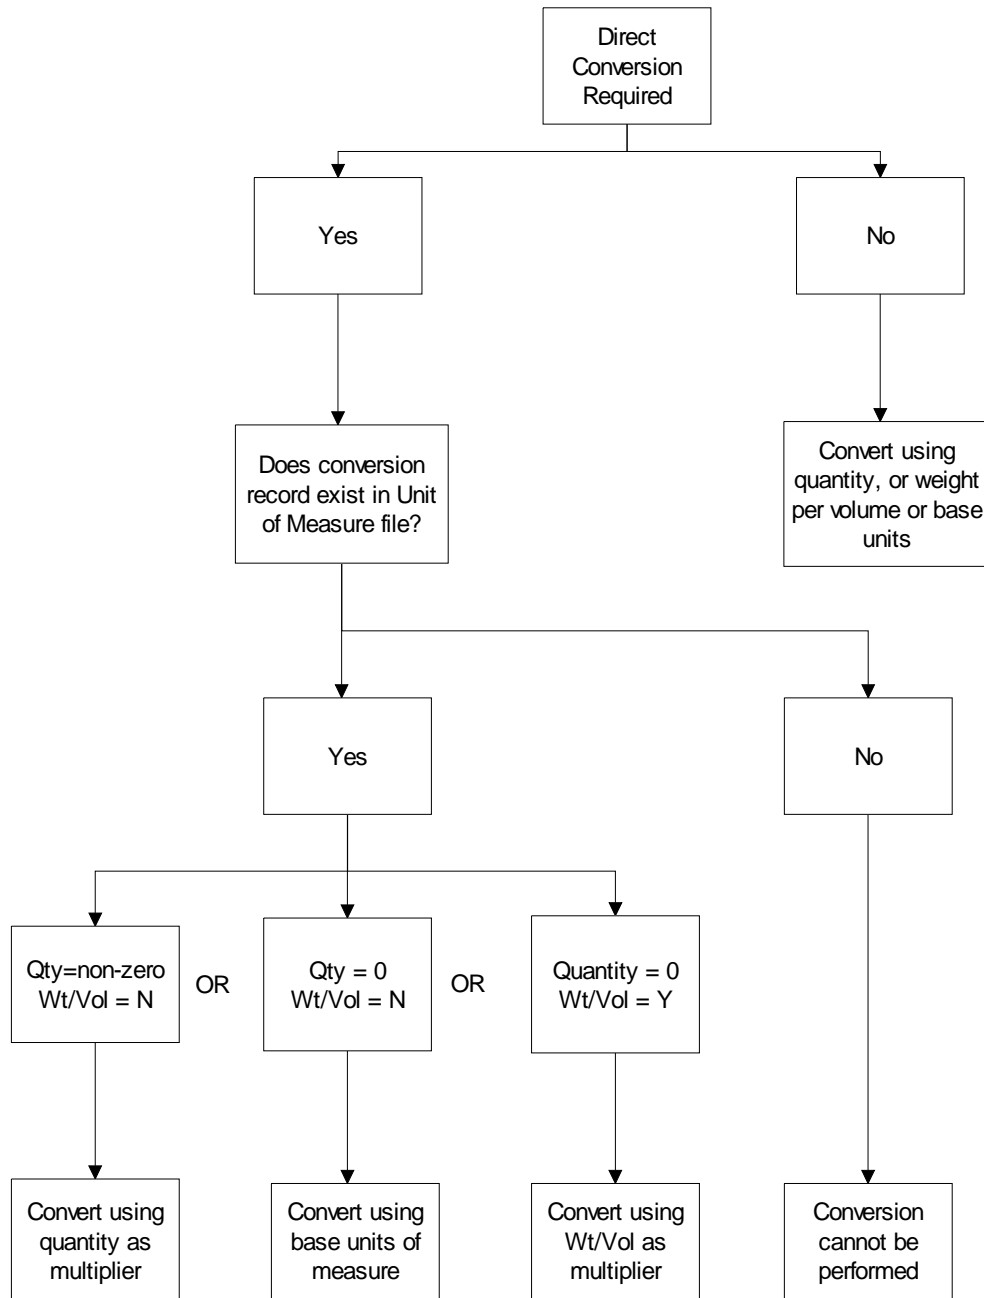 Direct
Conversion
Required
Yes
No
Does conversion
record exist in Unit
of Measure file?
Convert using
quantity, or weight
per volume or base
units
Yes
No
Qty=non-zero
Wt/Vol = N
OR
Qty = 0
Wt/Vol = N
OR
Quantity = 0
Wt/Vol = Y
Convert using
quantity as
multiplier
Convert using
base units of
measure
Convert using
Wt/Vol as
multiplier
Conversion
cannot be
performed